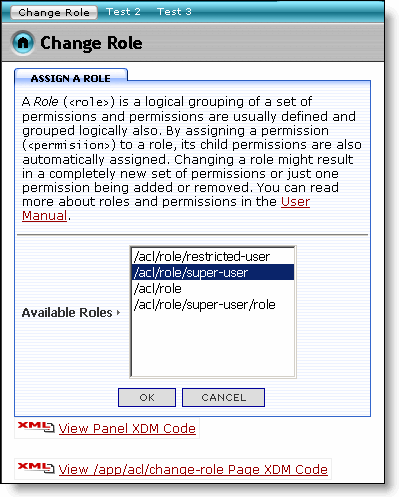 Change Role Test 2 Test 3
Change Role
ASSIGN A ROLE
A Role (<role>) is a logical grouping of a set of
permissions and permissions are usually defined and
grouped logically also. By assigning a permission
(<permisiion>) to a role, its child permissions are also
automatically assigned. Changing a role might result
in a completely new set of permissions or just one
permission being added or removed. You can read
more about roles and permissions in the User
Manual.
/acl/role/restricted-user
/acl/role/super-user
/acl/role
/acl/role/super-user/role
Available Roles
OK CANCEL
XML View Panel XDM Code
XML View /app/acl/change-role Page XDM Code